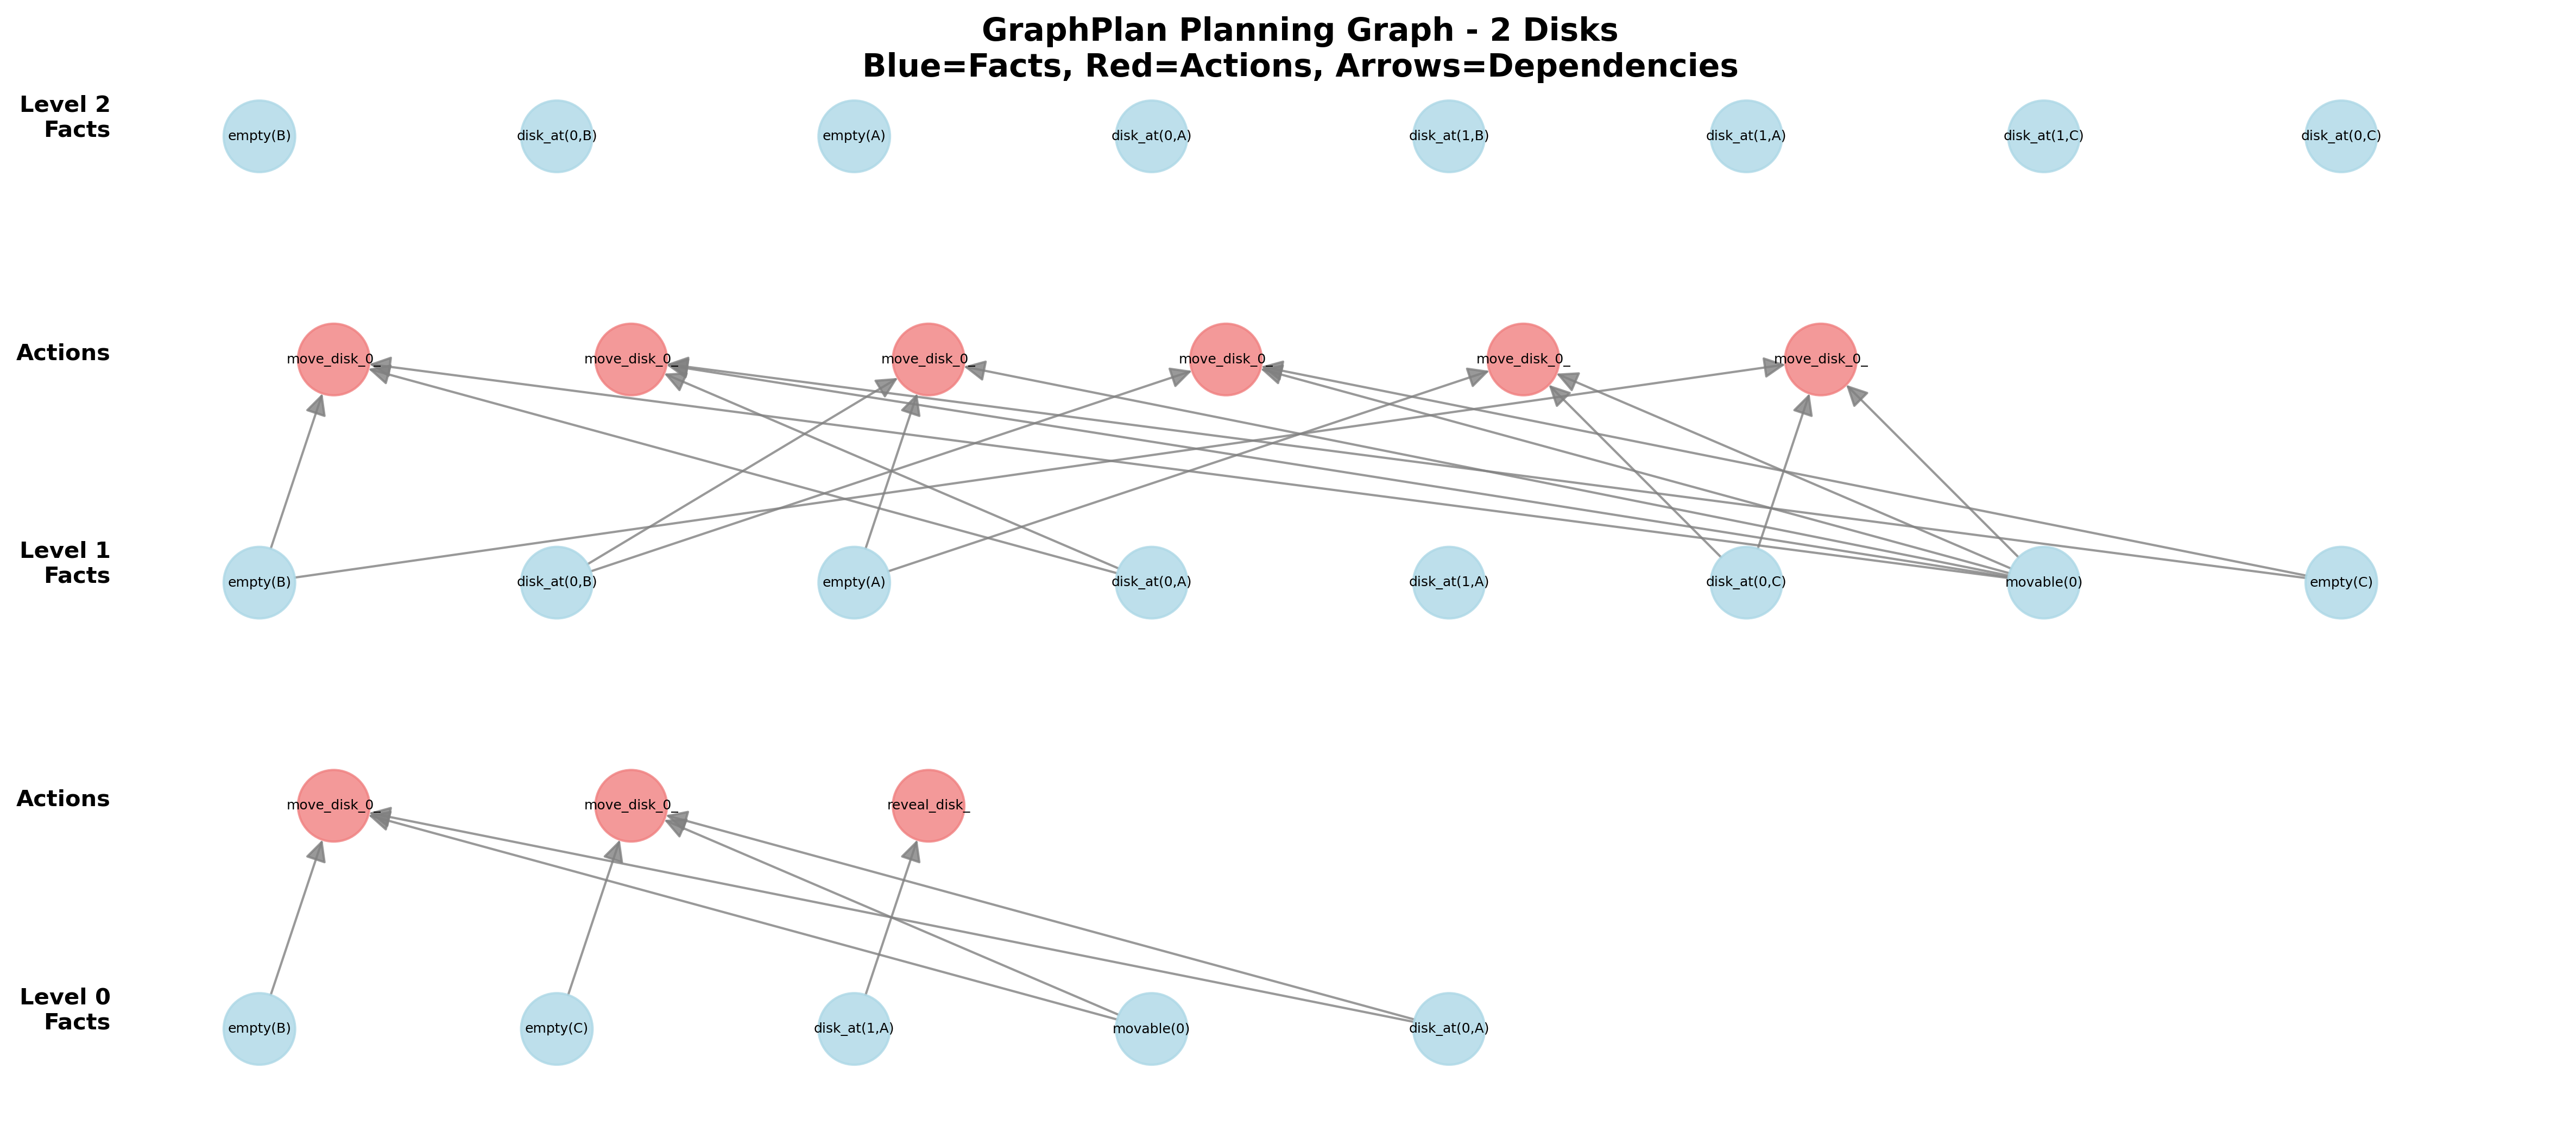 GraphPlan Planning Graph - 2 Disks
Blue=Facts, Red=Actions, Arrows=Dependencies
Level 2
Facts
empty(B)
disk_at(0,B)
empty(A)
disk_at(0,A)
disk_at(1,B)
disk_at(1,A)
disk_at(1,C)
disk_at(0,C)
Actions
move_disk_0_
move_disk_0_
move_disk_0_
move_disk_0_
move_disk_0_
move_disk_0_
Level 1
Facts
empty(B)
disk_at(0,B)
empty(A)
disk_at(0,A)
disk_at(1,A)
disk_at(0,C)
movable(0)
empty(C)
Actions
move_disk_0_
move_disk_0_
reveal_disk_
Level 0
Facts
empty(B)
empty(C)
disk_at(1,A)
movable(0)
disk_at(0,A)